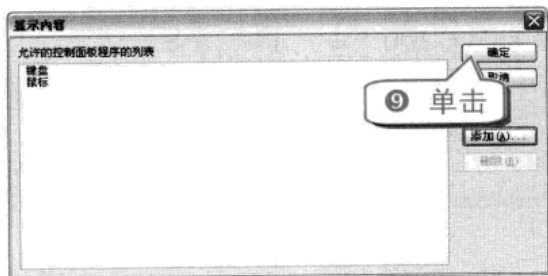 显示内容
允许的控制面板程序的列表
键盘
鼠标
确定
取消
❾ 单击
添加(A)...
删除(R)